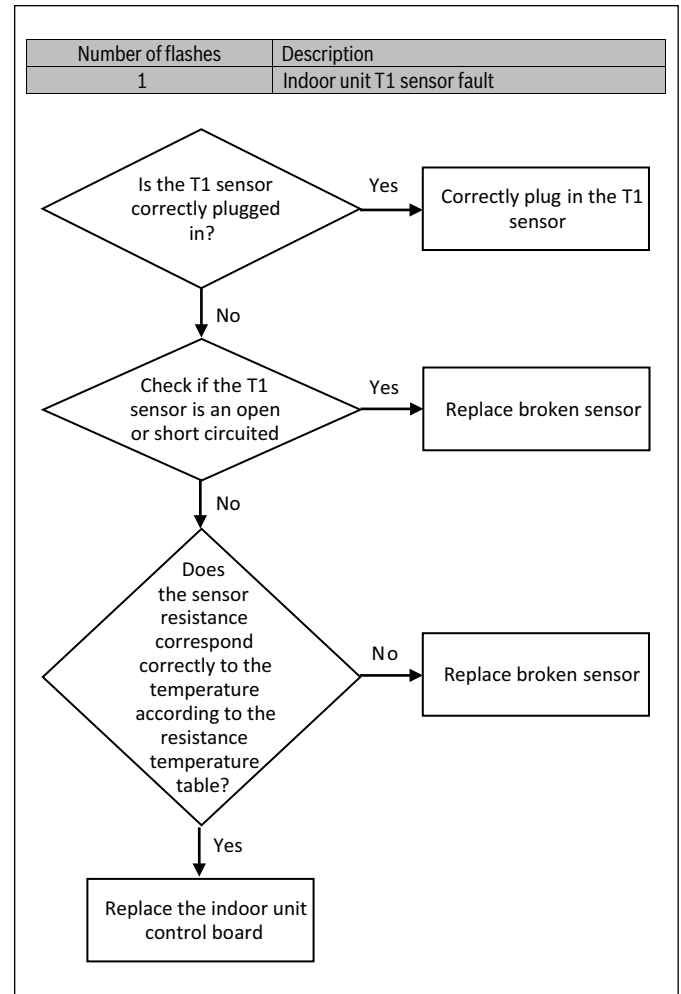 Number of flashes Description
1 Indoor unit T1 sensor fault
Is the T1 sensor
correctly plugged
in?
Yes
Correctly plug in the T1
sensor
No
Check if the T1
sensor is an open
or short circuited
Yes
Replace broken sensor
No
Does
the sensor
resistance
correspond
correctly to the
temperature
according to the
resistance
temperature
table?
No
Replace broken sensor
Yes
Replace the indoor unit
control board